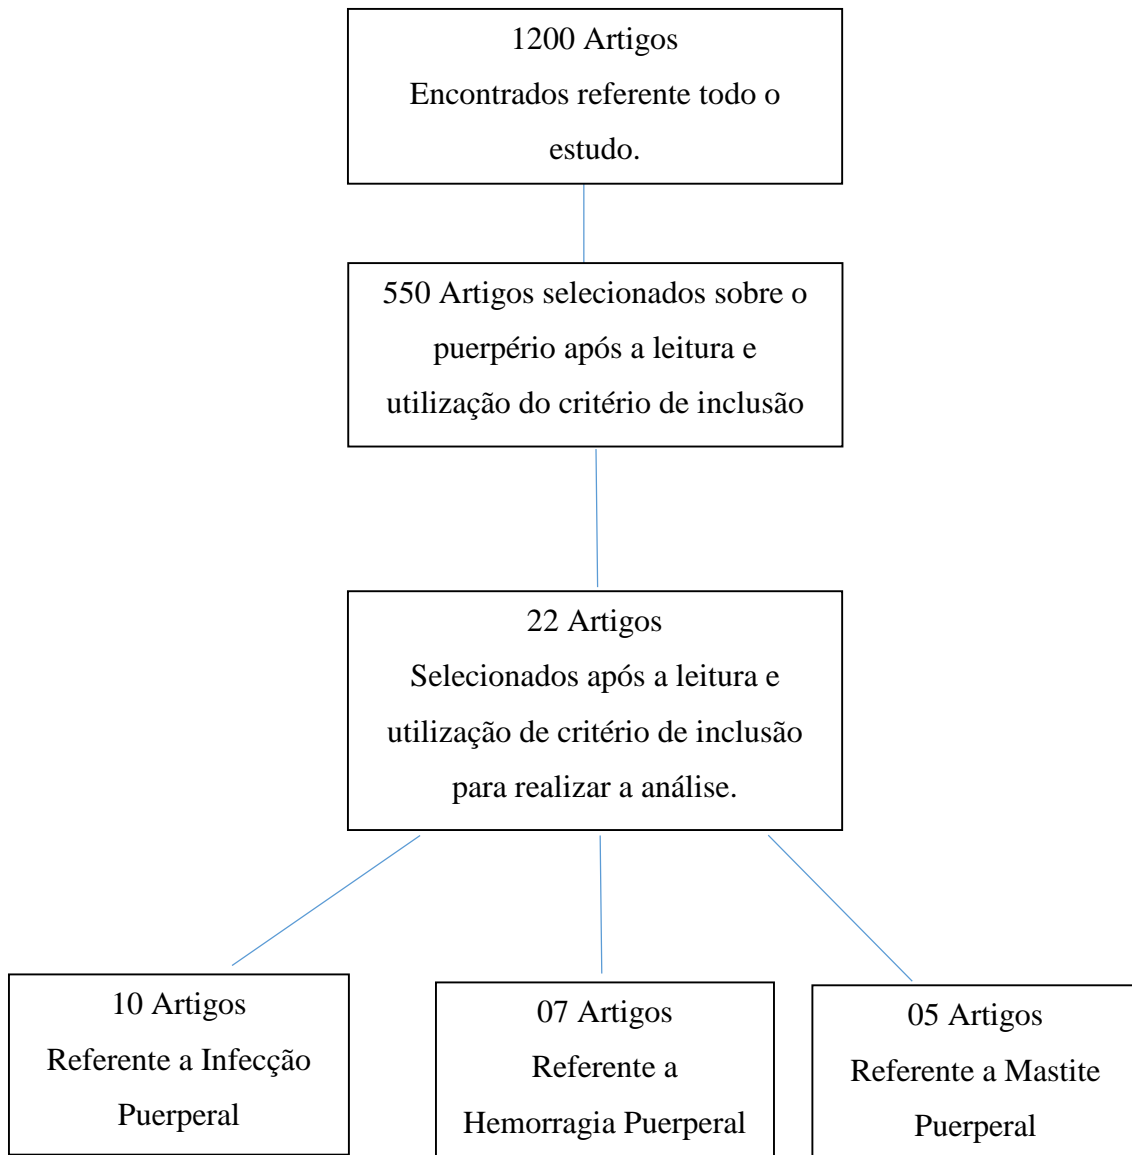 1200 Artigos
Encontrados referente todo o
estudo.
550 Artigos selecionados sobre o
puerpério após a leitura e
utilização do critério de inclusão
22 Artigos
Selecionados após a leitura e
utilização de critério de inclusão
para realizar a análise.
10 Artigos
Referente a Infecção
Puerperal
07 Artigos
Referente a
Hemorragia Puerperal
05 Artigos
Referente a Mastite
Puerperal